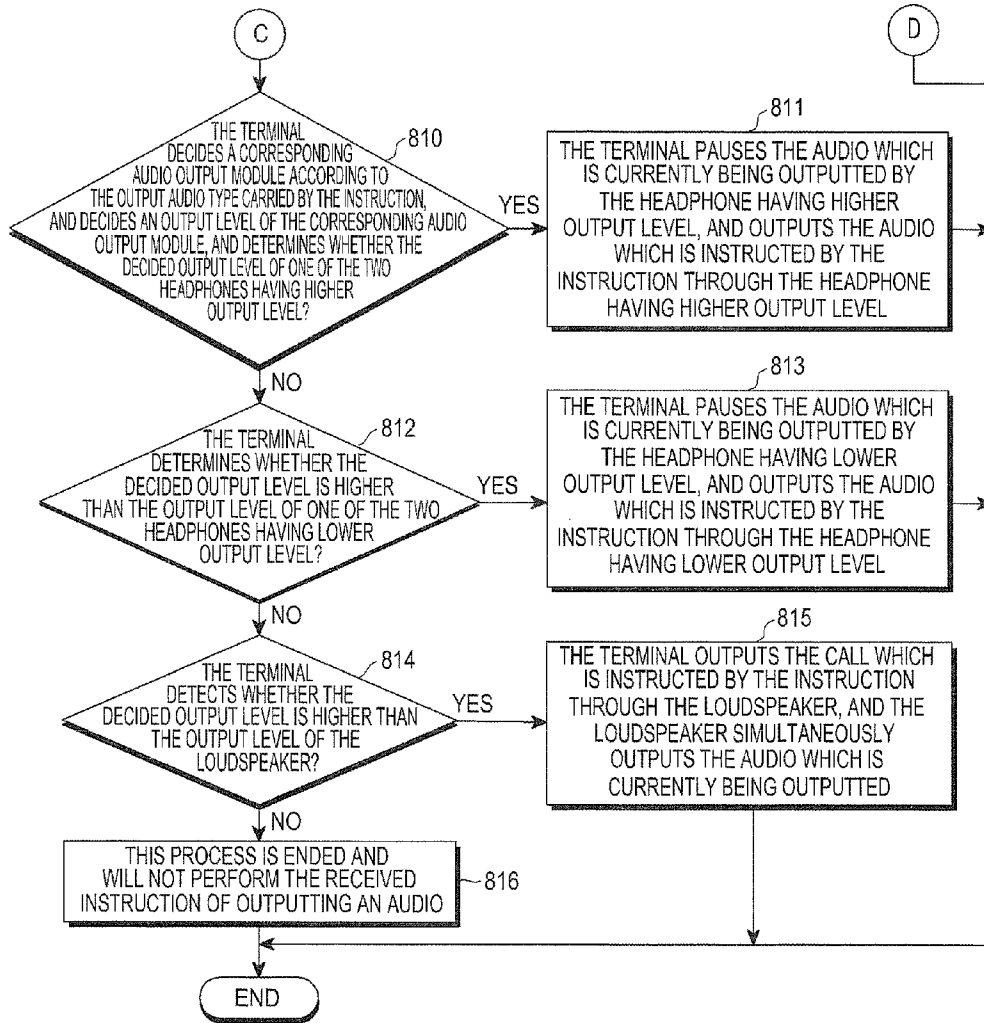 C
D
810
THE TERMINAL
DECIDES A CORRESPONDING
AUDIO OUTPUT MODULE ACCORDING TO
THE OUTPUT AUDIO TYPE CARRIED BY THE INSTRUCTION,
AND DECIDES AN OUTPUT LEVEL OF THE CORRESPONDING AUDIO
OUTPUT MODULE, AND DETERMINES WHETHER THE
DECIDED OUTPUT LEVEL OF ONE OF THE TWO
HEADPHONES HAVING HIGHER
OUTPUT LEVEL?
YES
811
THE TERMINAL PAUSES THE AUDIO WHICH
IS CURRENTLY BEING OUTPUTTED BY
THE HEADPHONE HAVING HIGHER
OUTPUT LEVEL, AND OUTPUTS THE AUDIO
WHICH IS INSTRUCTED BY THE
INSTRUCTION THROUGH THE HEADPHONE
HAVING HIGHER OUTPUT LEVEL
NO
812
THE TERMINAL
DETERMINES WHETHER THE
DECIDED OUTPUT LEVEL IS HIGHER
THAN THE OUTPUT LEVEL OF ONE OF THE TWO
HEADPHONES HAVING LOWER
OUTPUT LEVEL?
YES
813
THE TERMINAL PAUSES THE AUDIO WHICH
IS CURRENTLY BEING OUTPUTTED BY
THE HEADPHONE HAVING LOWER
OUTPUT LEVEL, AND OUTPUTS THE AUDIO
WHICH IS INSTRUCTED BY THE
INSTRUCTION THROUGH THE HEADPHONE
HAVING LOWER OUTPUT LEVEL
NO
814
THE TERMINAL
DETECTS WHETHER THE
DECIDED OUTPUT LEVEL IS HIGHER THAN
THE OUTPUT LEVEL OF THE
LOUDSPEAKER?
YES
815
THE TERMINAL OUTPUTS THE CALL WHICH
IS INSTRUCTED BY THE INSTRUCTION
THROUGH THE LOUDSPEAKER, AND THE
LOUDSPEAKER SIMULTANEOUSLY
OUTPUTS THE AUDIO WHICH IS
CURRENTLY BEING OUTPUTTED
NO
THIS PROCESS IS ENDED AND
WILL NOT PERFORM THE RECEIVED
INSTRUCTION OF OUTPUTTING AN AUDIO
816
END